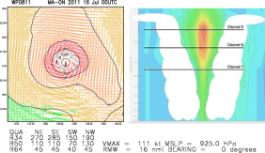 WP0811 MA-ON 2011 16 Jul 00UTC
Channel 5
Channel 6
Channel 7
QUA NE SE SW NW
R34 270 285 150 190
R50 110 110 70 130 VMAX = 111 kt MSLP = 925.0 hPa
R64 45 45 40 45 RMW = 16 nmi BEARING = 0 degrees